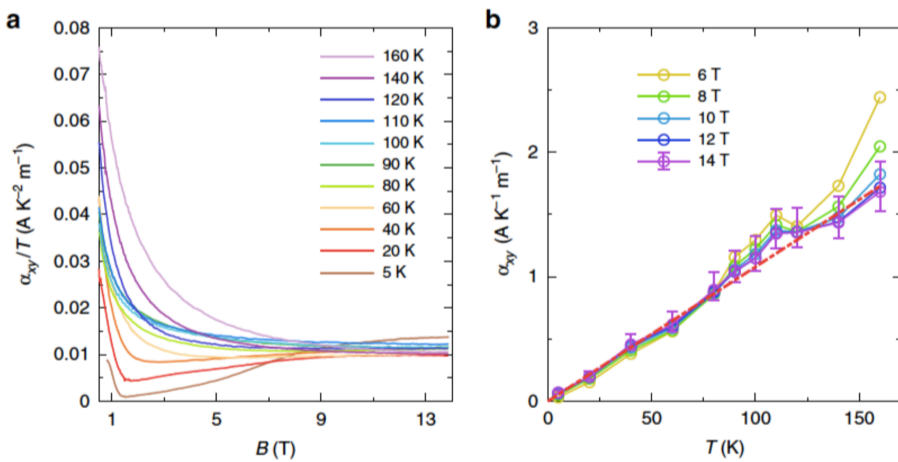 a
0.08
0.07
0.06
0.05
0.04
0.03
0.02
0.01
0
αxy/T (A K⁻² m⁻¹)
160 K
140 K
120 K
110 K
100 K
90 K
80 K
60 K
40 K
20 K
5 K
1 5 9 13
B (T)
b
3
2
1
0
αxy (A K⁻¹ m⁻¹)
6 T
8 T
10 T
12 T
14 T
0 50 100 150
T (K)